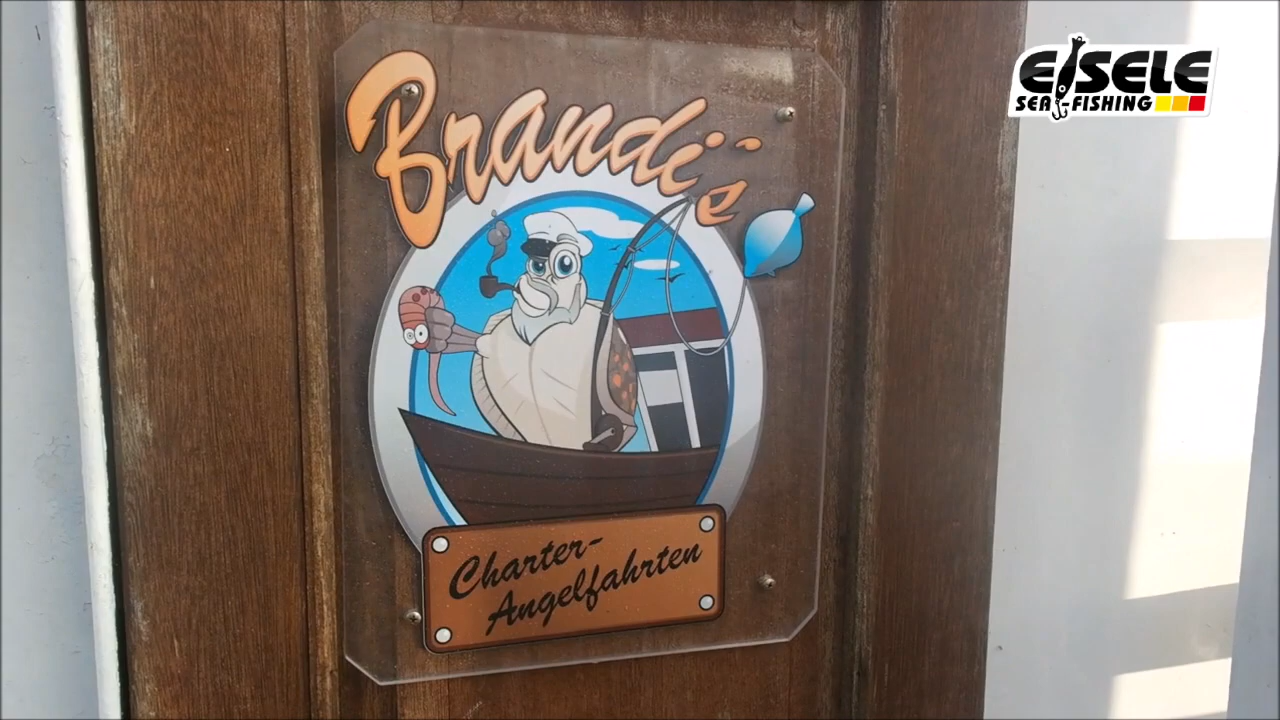 Brandi's
Charter-
Angelfahrten
EISELE
SEA-FISHING